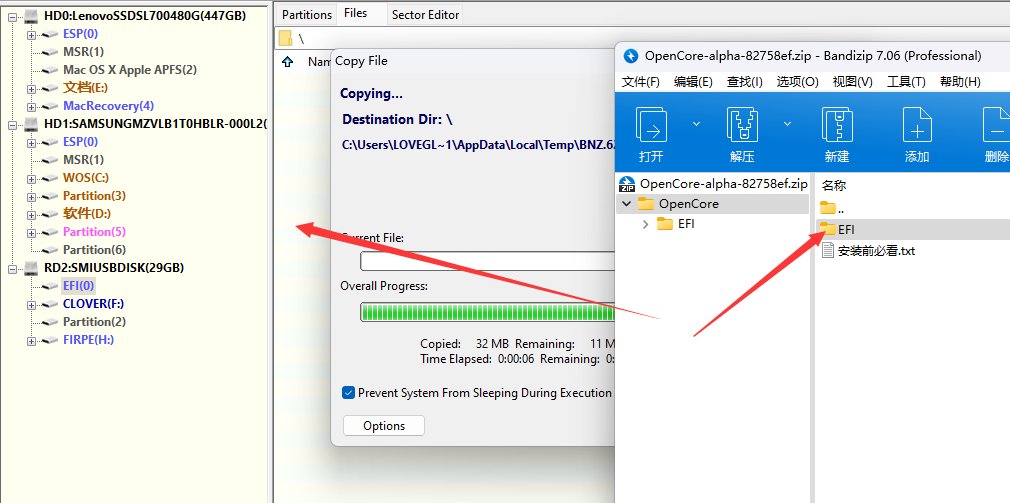 HD0:LenovoSSDSL700480G(447GB)
ESP(0)
MSR(1)
Mac OS X Apple APFS(2)
文档(E:)
MacRecovery(4)
HD1:SAMSUNGMZVLB1T0HBLR-000L2(
ESP(0)
MSR(1)
WOS(C:)
Partition(3)
软件(D:)
Partition(5)
Partition(6)
RD2:SMIUSBDISK(29GB)
EFI(0)
CLOVER(F:)
Partition(2)
FIRPE(H:)
Partitions Files Sector Editor
\
Nam
Copy File
Copying...
Destination Dir: \
C:\Users\LOVEGL~1\AppData\Local\Temp\BNZ.6
Current File:
Overall Progress:
Copied: 32 MB Remaining: 11 M
Time Elapsed: 0:00:06 Remaining: 0:
Prevent System From Sleeping During Execution
Options
OpenCore-alpha-82758ef.zip - Bandizip 7.06 (Professional)
文件(F) 编辑(E) 查找(I) 选项(O) 视图(V) 工具(T) 帮助(H)
打开 解压 新建 添加 删除
ZIP OpenCore-alpha-82758ef.zip
OpenCore
EFI
名称
..
EFI
安装前必看.txt